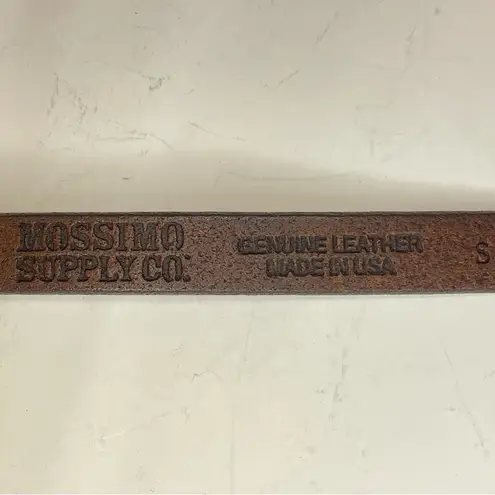 MOSSIMO
SUPPLY CO.
GENUINE LEATHER
MADE IN USA
S